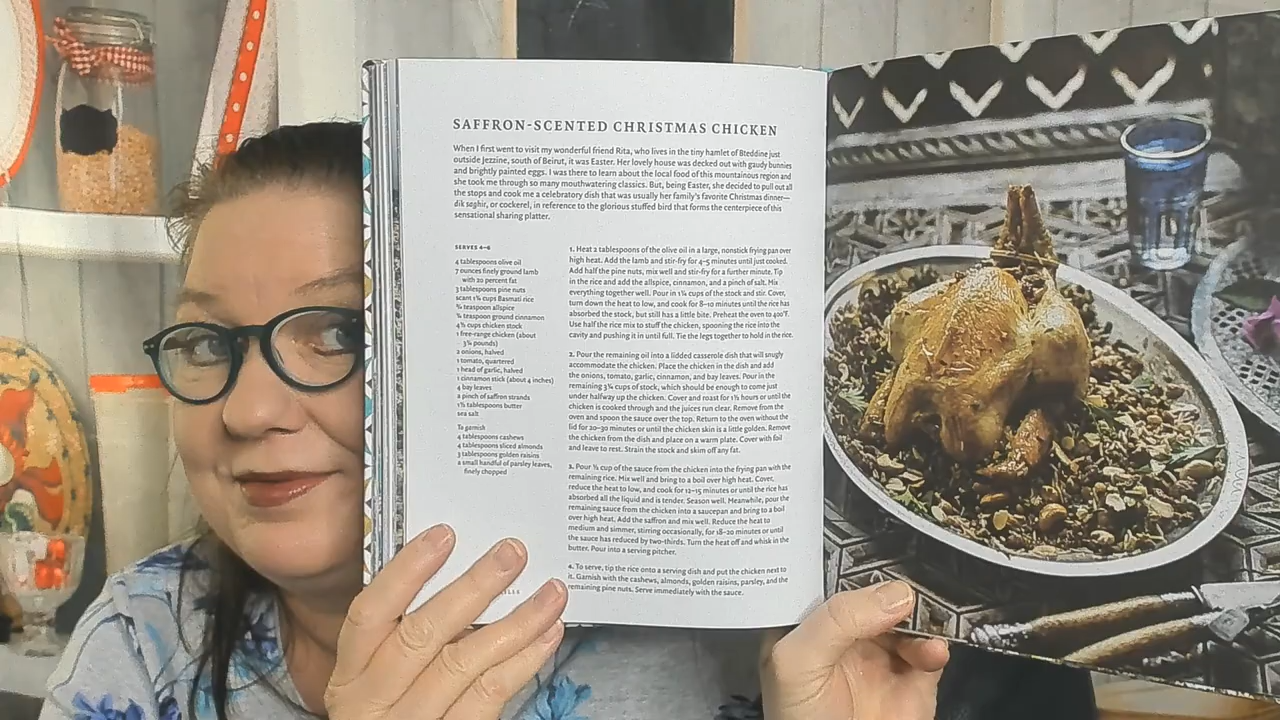 SAFFRON-SCENTED CHRISTMAS CHICKEN
When I first went to visit my wonderful friend Rita, who lives in the tiny hamlet of Bteddine just
outside Jezzine, south of Beirut, it was Easter. Her lovely house was decked out with gaudy bunnies
and brightly painted eggs. I was there to learn about the local food of this mountainous region and
she took me through so many mouthwatering classics. But, being Easter, she decided to pull out all
the stops and cook me a celebratory dish that was usually her family's favorite Christmas dinner—
dik saghir, or cockerel, in reference to the glorious stuffed bird that forms the centerpiece of this
sensational sharing platter.
SERVES 4–6
4 tablespoons olive oil
7 ounces finely ground lamb
with 20 percent fat
3 tablespoons pine nuts
scant 1¾ cups Basmati rice
teaspoon allspice
teaspoon ground cinnamon
cups chicken stock
1 free-range chicken (about
3¼ pounds)
2 onions, halved
1 tomato, quartered
1 head of garlic, halved
1 cinnamon stick (about 4 inches)
4 bay leaves
a pinch of saffron strands
1½ tablespoons butter
sea salt
To garnish
4 tablespoons cashews
4 tablespoons sliced almonds
3 tablespoons golden raisins
a small handful of parsley leaves,
finely chopped
1. Heat 2 tablespoons of the olive oil in a large, nonstick frying pan over
high heat. Add the lamb and stir-fry for 4–5 minutes until just cooked.
Add half the pine nuts, mix well and stir-fry for a further minute. Tip
in the rice and add the allspice, cinnamon, and a pinch of salt. Mix
everything together well. Pour in 1¼ cups of the stock and stir. Cover,
turn down the heat to low, and cook for 8–10 minutes until the rice has
absorbed the stock, but still has a little bite. Preheat the oven to 400°F.
Use half the rice mix to stuff the chicken, spooning the rice into the
cavity and pushing it in until full. Tie the legs together to hold in the rice.
2. Pour the remaining oil into a lidded casserole dish that will snugly
accommodate the chicken. Place the chicken in the dish and add
the onions, tomato, garlic, cinnamon, and bay leaves. Pour in the
remaining 3¼ cups of stock, which should be enough to come just
under halfway up the chicken. Cover and roast for 1½ hours or until the
chicken is cooked through and the juices run clear. Remove from the
oven and spoon the sauce over the top. Return to the oven without the
lid for 20–30 minutes or until the chicken skin is a little golden. Remove
the chicken from the dish and place on a warm plate. Cover with foil
and leave to rest. Strain the stock and skim off any fat.
3. Pour cup of the sauce from the chicken into the frying pan with the
remaining rice. Mix well and bring to a boil over high heat. Cover,
reduce the heat to low, and cook for 12–15 minutes or until the rice has
absorbed all the liquid and is tender. Season well. Meanwhile, pour the
remaining sauce from the chicken into a saucepan and bring to a boil
over high heat. Add the saffron and mix well. Reduce the heat to
medium and simmer, stirring occasionally, for 18–20 minutes or until
the sauce has reduced by two-thirds. Turn the heat off and whisk in the
butter. Pour into a serving pitcher.
4. To serve, tip the rice onto a serving dish and put the chicken next to
it. Garnish with the cashews, almonds, golden raisins, parsley, and the
remaining pine nuts. Serve immediately with the sauce.